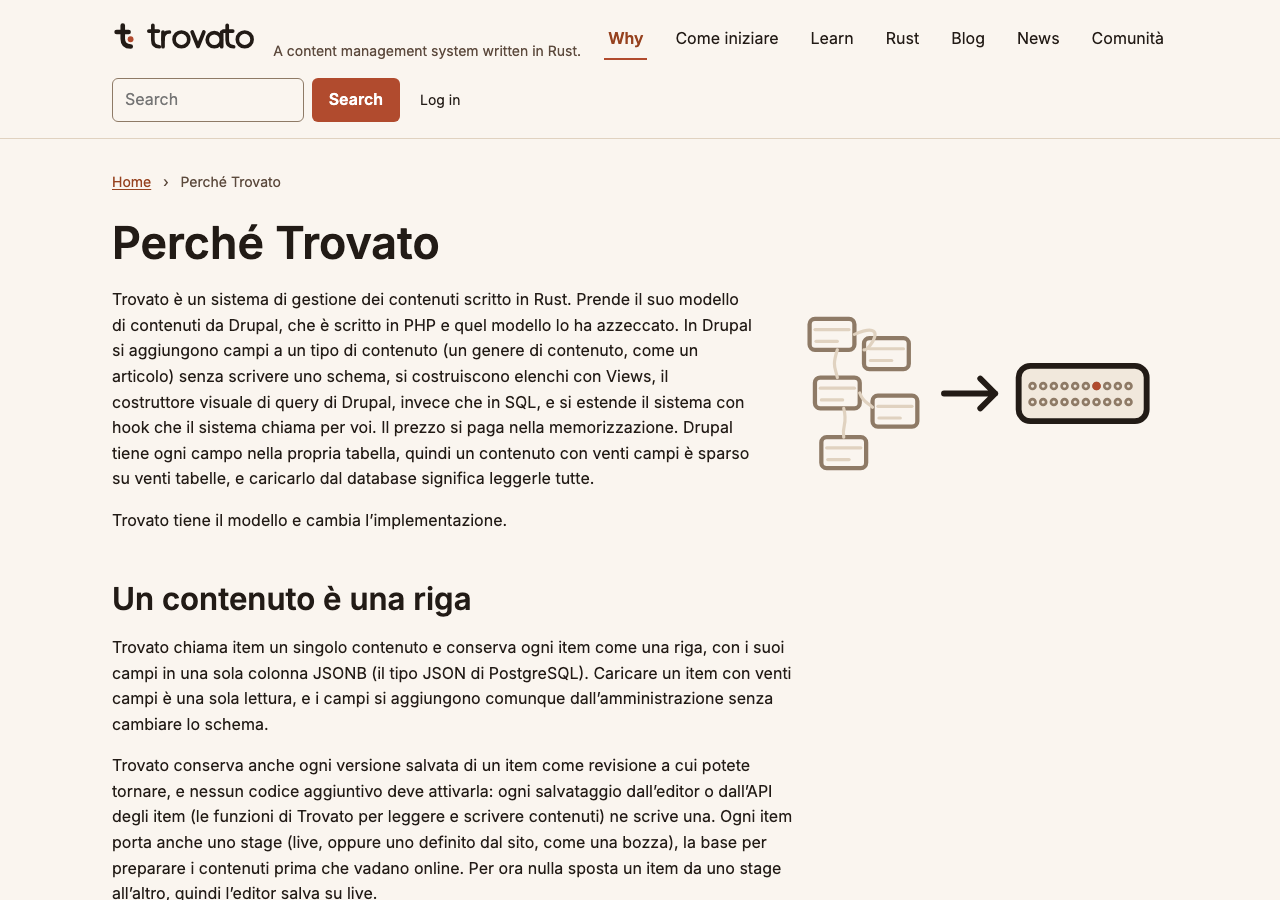 trovato
A content management system written in Rust.
Why
Come iniziare
Learn
Rust
Blog
News
Comunità
Search
Search
Log in
Home › Perché Trovato
Perché Trovato
Trovato è un sistema di gestione dei contenuti scritto in Rust. Prende il suo modello
di contenuti da Drupal, che è scritto in PHP e quel modello lo ha azzeccato. In Drupal
si aggiungono campi a un tipo di contenuto (un genere di contenuto, come un
articolo) senza scrivere uno schema, si costruiscono elenchi con Views, il
costruttore visuale di query di Drupal, invece che in SQL, e si estende il sistema con
hook che il sistema chiama per voi. Il prezzo si paga nella memorizzazione. Drupal
tiene ogni campo nella propria tabella, quindi un contenuto con venti campi è sparso
su venti tabelle, e caricarlo dal database significa leggerle tutte.
Trovato tiene il modello e cambia l’implementazione.
Un contenuto è una riga
Trovato chiama item un singolo contenuto e conserva ogni item come una riga, con i suoi
campi in una sola colonna JSONB (il tipo JSON di PostgreSQL). Caricare un item con venti
campi è una sola lettura, e i campi si aggiungono comunque dall’amministrazione senza
cambiare lo schema.
Trovato conserva anche ogni versione salvata di un item come revisione a cui potete
tornare, e nessun codice aggiuntivo deve attivarla: ogni salvataggio dall’editor o dall’API
degli item (le funzioni di Trovato per leggere e scrivere contenuti) ne scrive una. Ogni item
porta anche uno stage (live, oppure uno definito dal sito, come una bozza), la base per
preparare i contenuti prima che vadano online. Per ora nulla sposta un item da uno stage
all’altro, quindi l’editor salva su live.